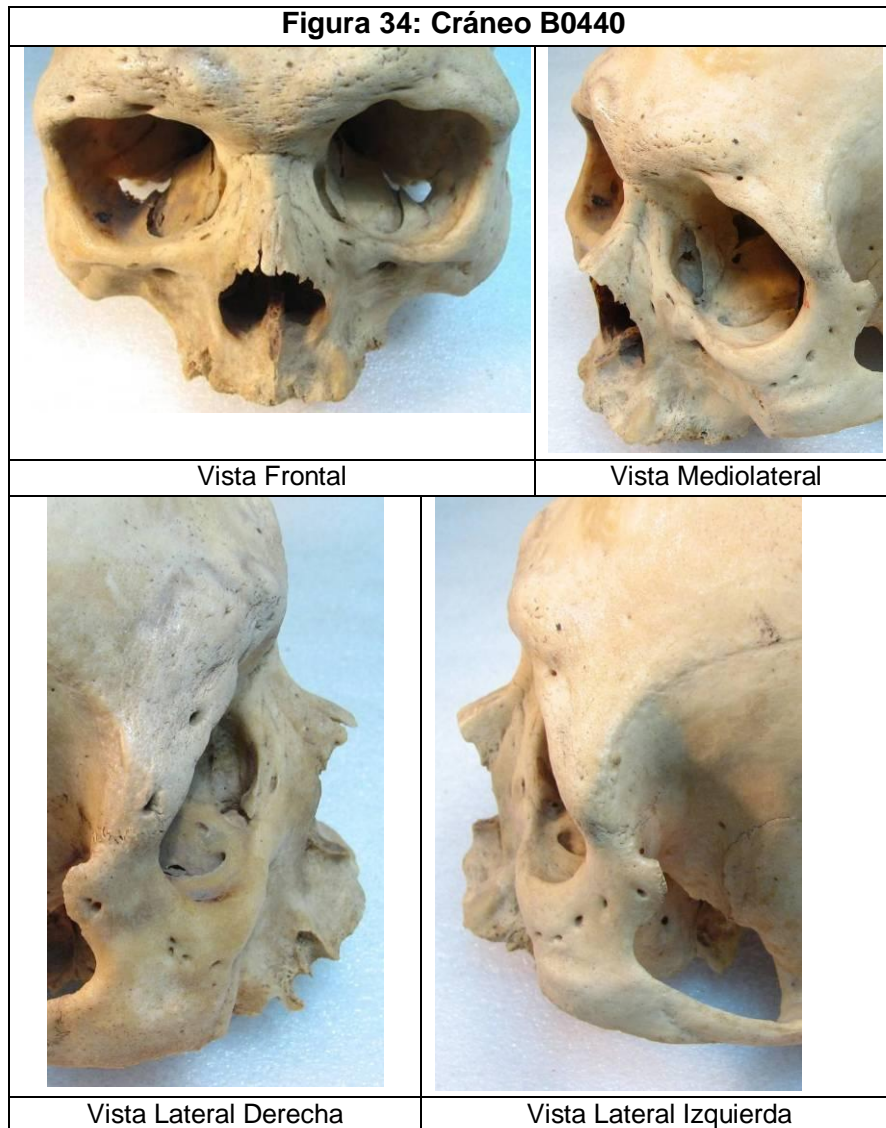 Figura 34: Cráneo B0440
Vista Frontal
Vista Mediolateral
Vista Lateral Derecha
Vista Lateral Izquierda